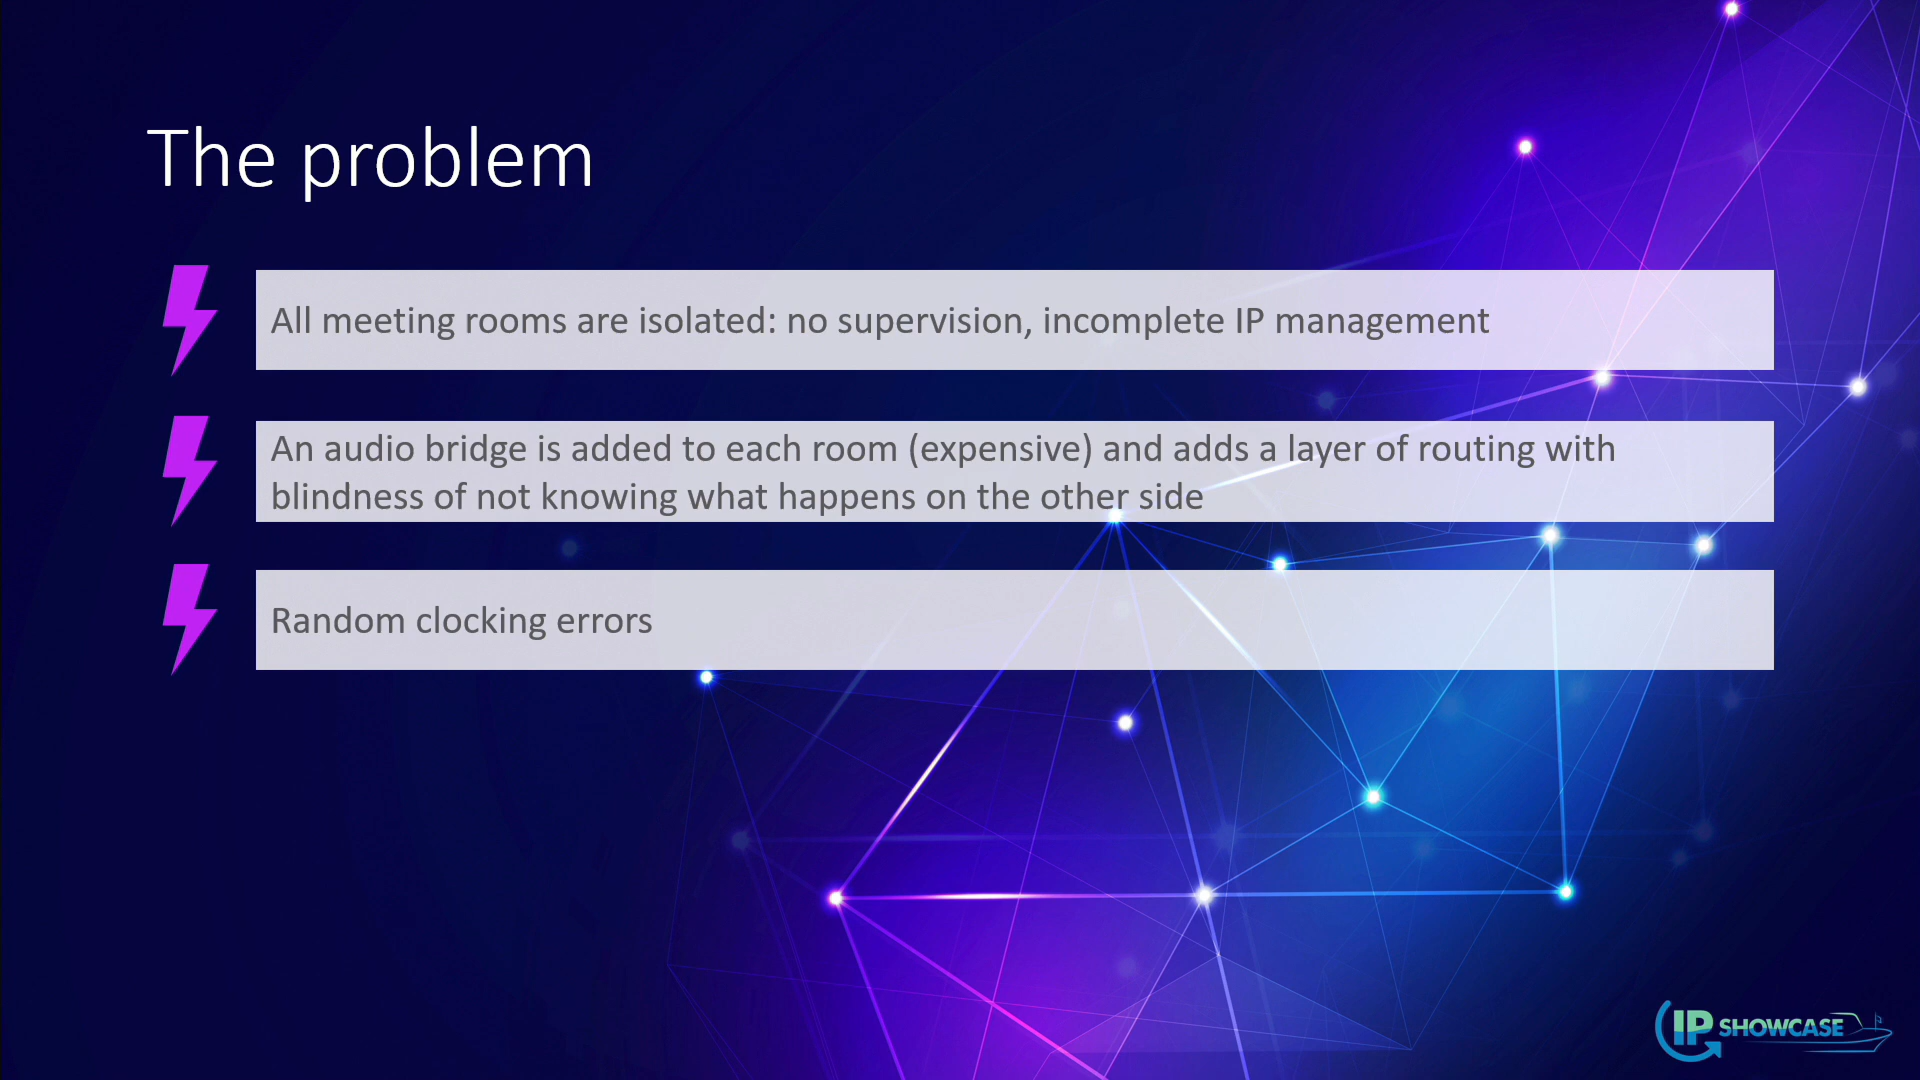 The problem
All meeting rooms are isolated: no supervision, incomplete IP management
An audio bridge is added to each room (expensive) and adds a layer of routing with
blindness of not knowing what happens on the other side
Random clocking errors
IP SHOWCASE